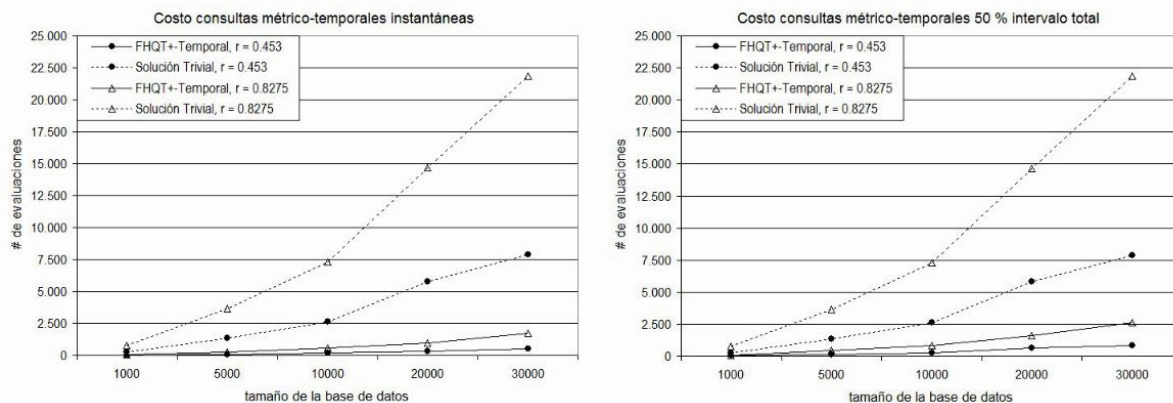 Costo consultas métrico-temporales instantáneas
25.000
22.500
20.000
17.500
15.000
12.500
10.000
7.500
5.000
2.500
0
# de evaluaciones
FHQT+-Temporal, r = 0.453
Solución Trivial, r = 0.453
FHQT+-Temporal, r = 0.8275
Solución Trivial, r = 0.8275
1000 5000 10000 20000 30000
tamaño de la base de datos
Costo consultas métrico-temporales 50 % intervalo total
25.000
22.500
20.000
17.500
15.000
12.500
10.000
7.500
5.000
2.500
0
# de evaluaciones
FHQT+-Temporal, r = 0.453
Solución Trivial, r = 0.453
FHQT+-Temporal, r = 0.8275
Solución Trivial, r = 0.8275
1000 5000 10000 20000 30000
tamaño de la base de datos